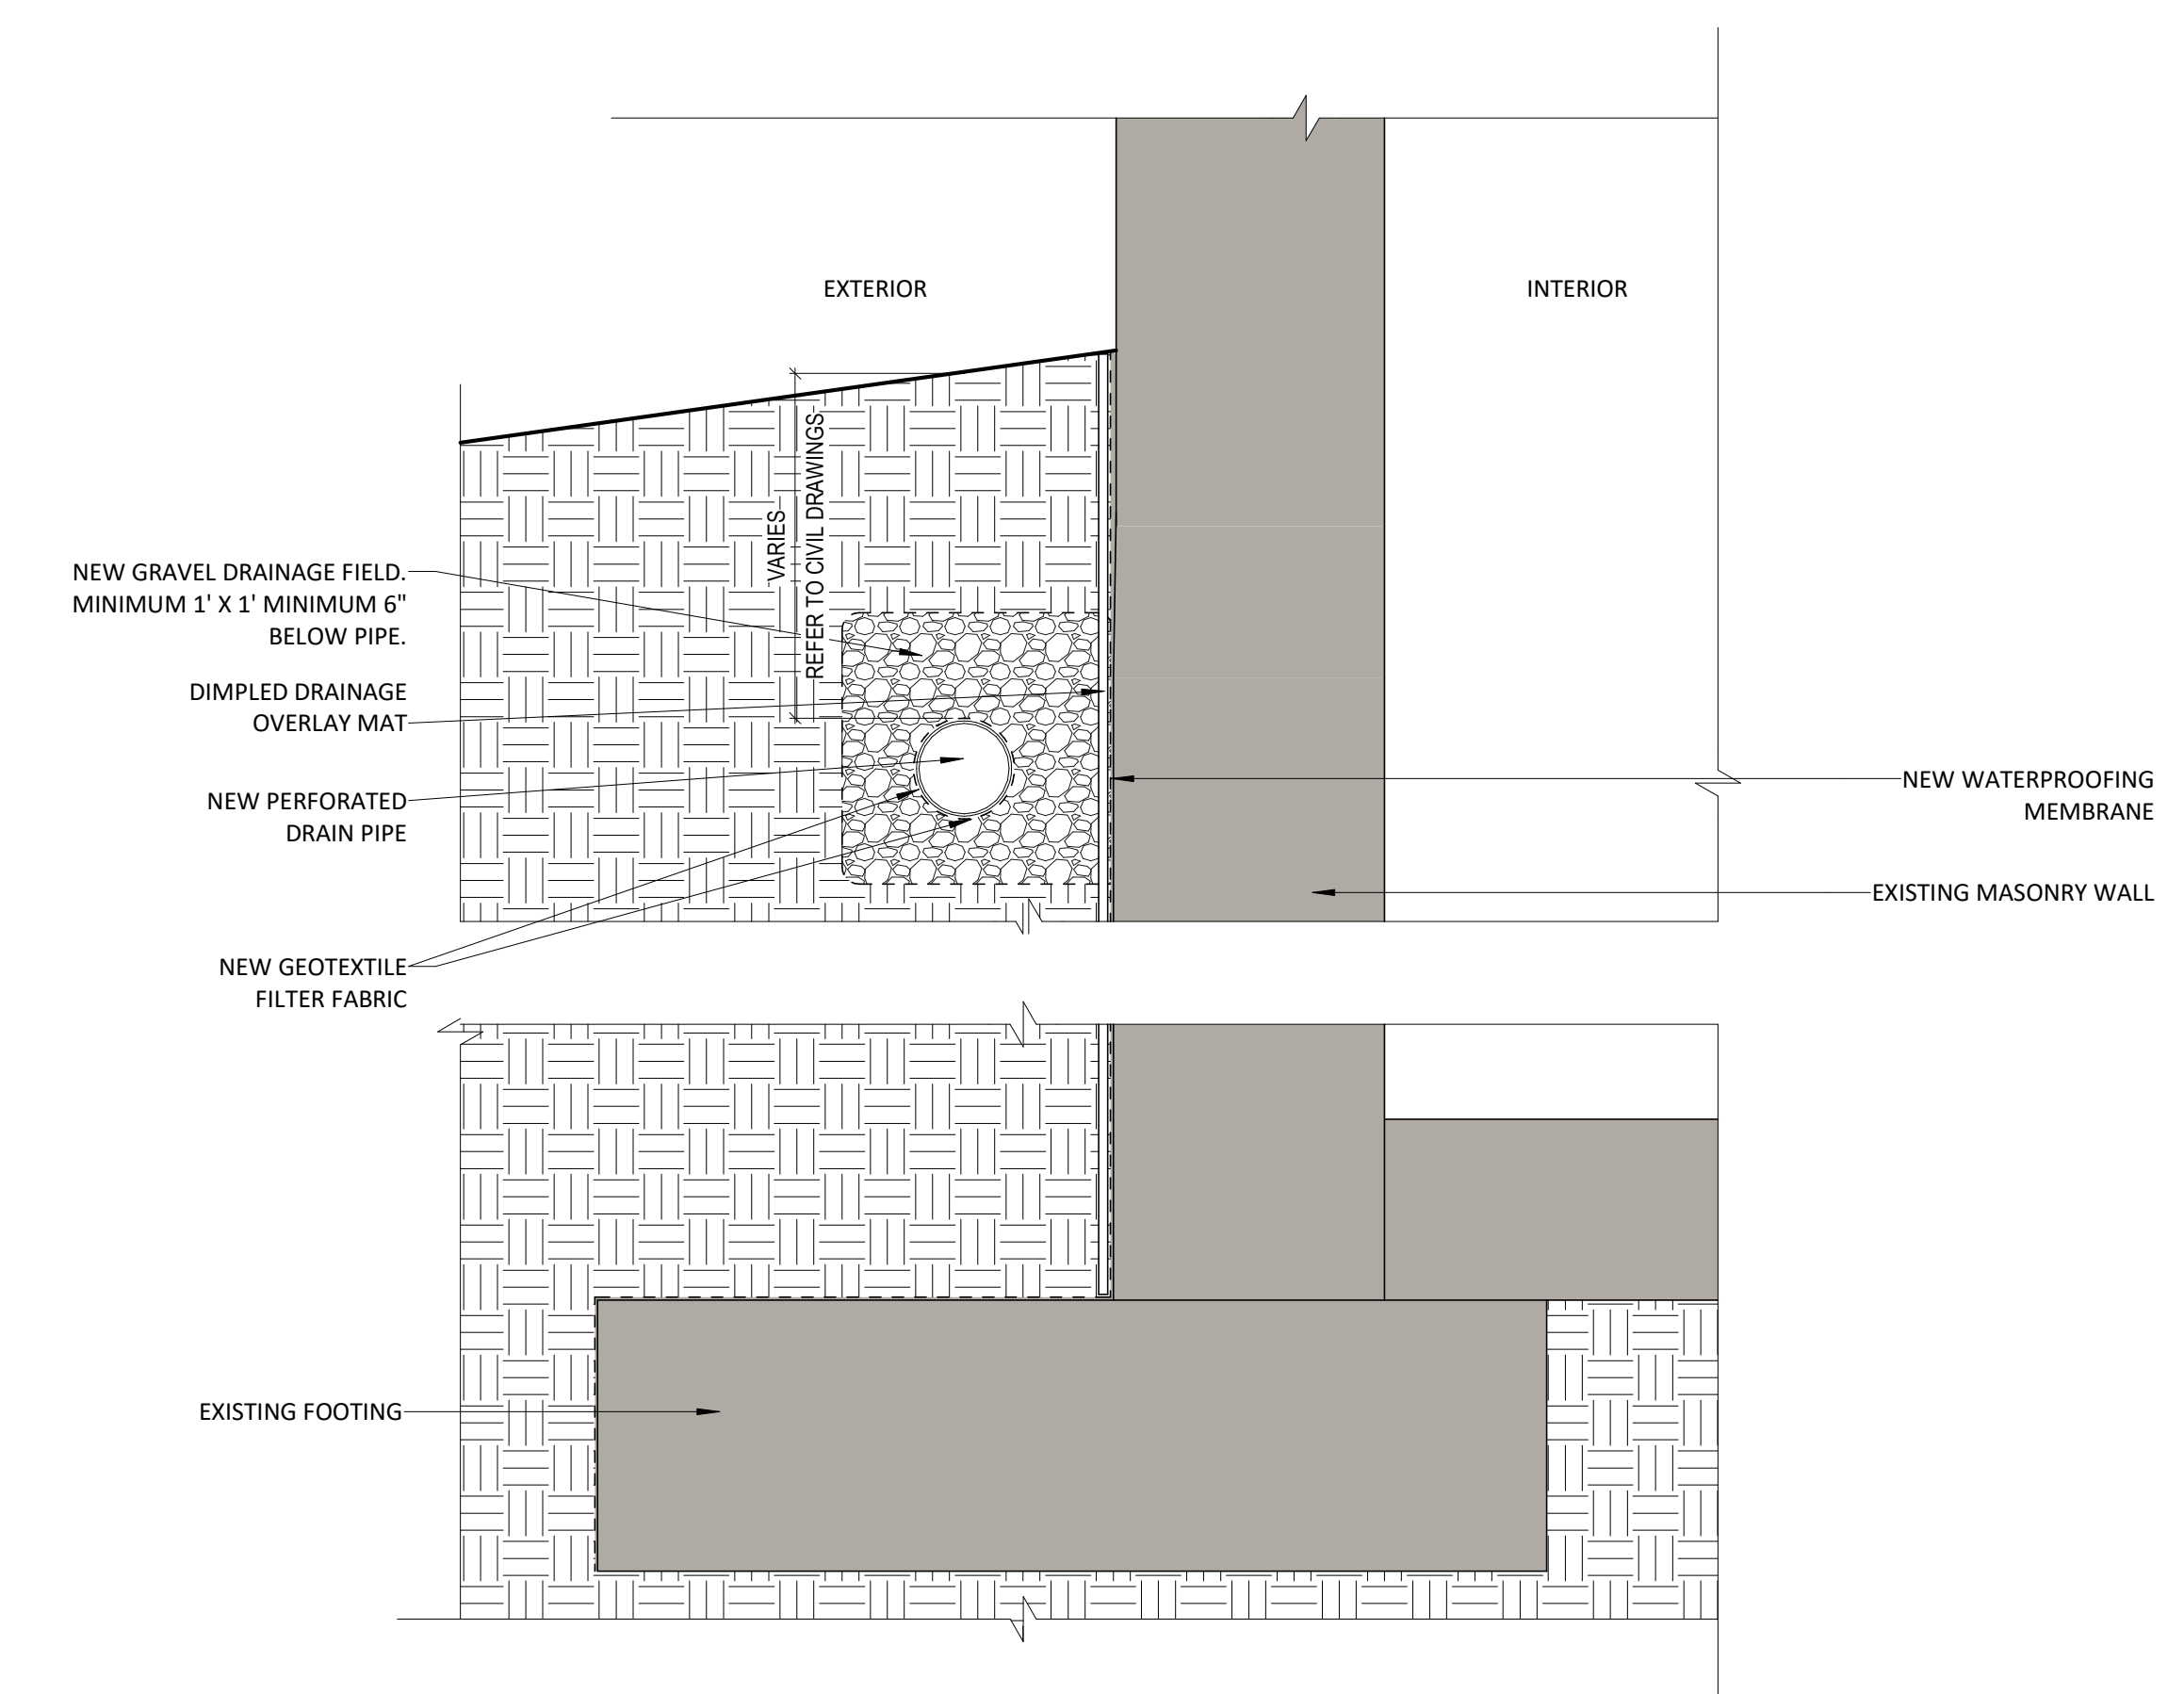 EXTERIOR
INTERIOR
VARIES
REFER TO CIVIL DRAWINGS
NEW GRAVEL DRAINAGE FIELD.
MINIMUM 1' X 1' MINIMUM 6"
BELOW PIPE.
DIMPLED DRAINAGE
OVERLAY MAT
NEW PERFORATED
DRAIN PIPE
NEW WATERPROOFING
MEMBRANE
EXISTING MASONRY WALL
NEW GEOTEXTILE
FILTER FABRIC
EXISTING FOOTING